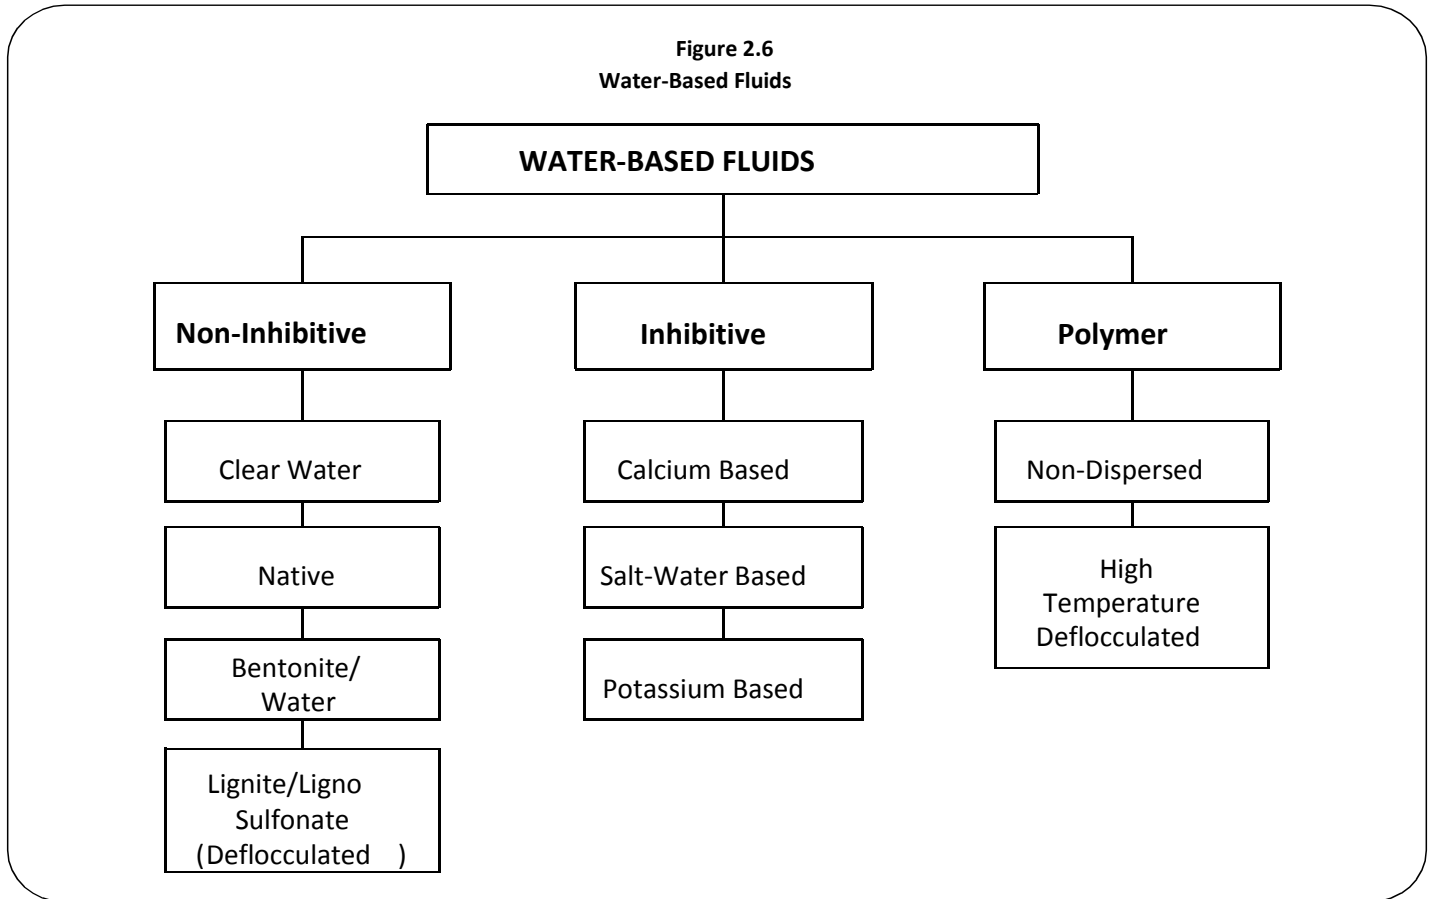 Figure 2.6
Water-Based Fluids
WATER-BASED FLUIDS
Non-Inhibitive
Inhibitive
Polymer
Clear Water
Calcium Based
Non-Dispersed
Native
Salt-Water Based
High
Temperature
Deflocculated
Bentonite/
Water
Potassium Based
Lignite/Ligno
Sulfonate
(Deflocculated )